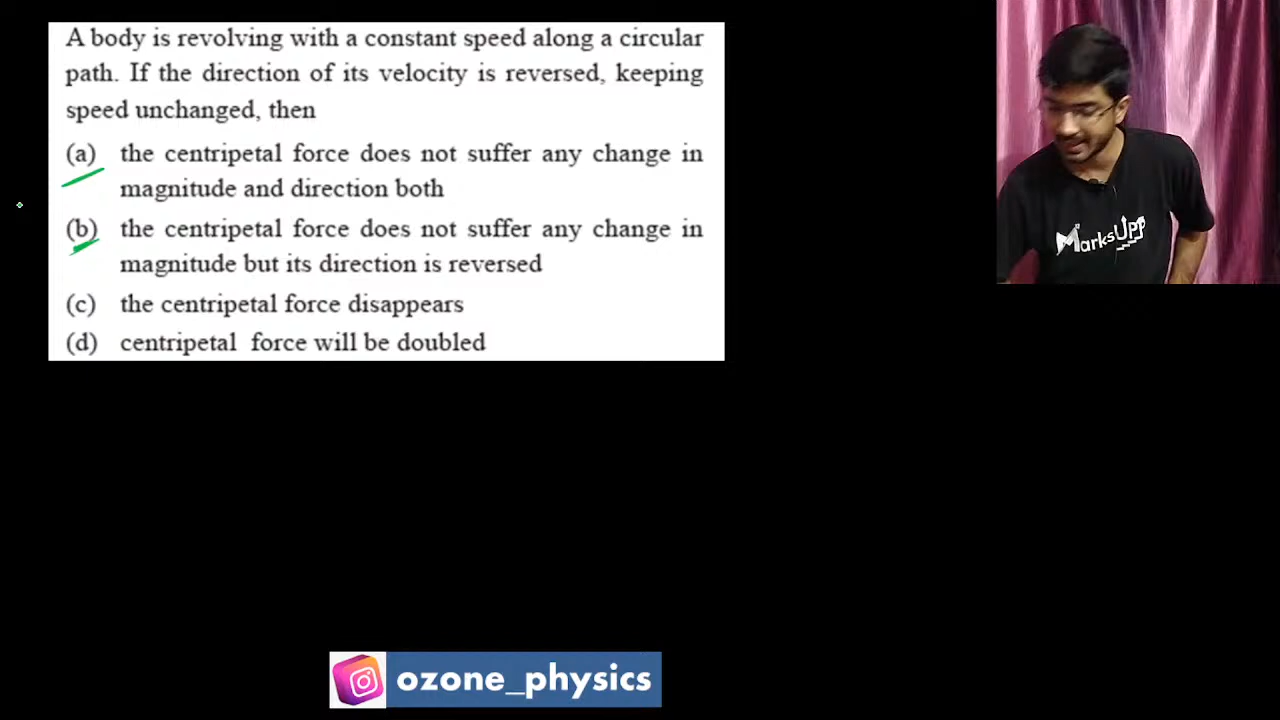 A body is revolving with a constant speed along a circular
path. If the direction of its velocity is reversed, keeping
speed unchanged, then
(a) the centripetal force does not suffer any change in
magnitude and direction both
(b) the centripetal force does not suffer any change in
magnitude but its direction is reversed
(c) the centripetal force disappears
(d) centripetal force will be doubled
MarksUpp
ozone_physics